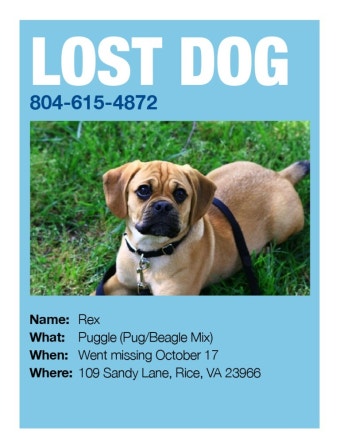 LOST DOG
804-615-4872
Name: Rex
What: Puggle (Pug/Beagle Mix)
When: Went missing October 17
Where: 109 Sandy Lane, Rice, VA 23966